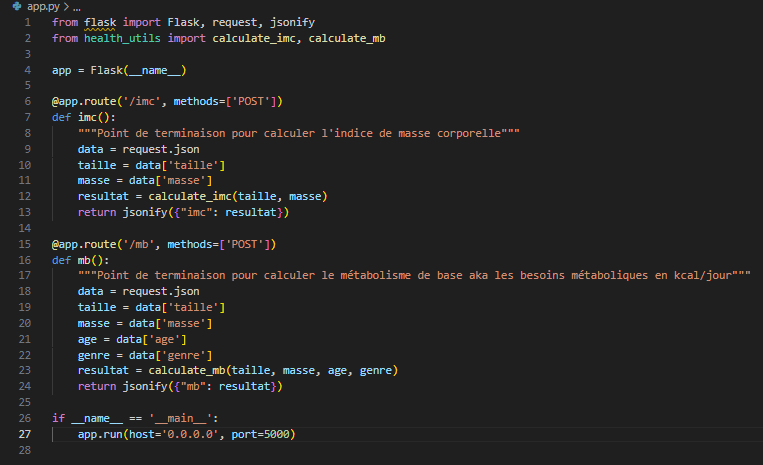 app.py > ...
1 from flask import Flask, request, jsonify
2 from health_utils import calculate_imc, calculate_mb
3
4 app = Flask(__name__)
5
6 @app.route('/imc', methods=['POST'])
7 def imc():
8     """Point de terminaison pour calculer l'indice de masse corporelle"""
9     data = request.json
10     taille = data['taille']
11     masse = data['masse']
12     resultat = calculate_imc(taille, masse)
13     return jsonify({"imc": resultat})
14
15 @app.route('/mb', methods=['POST'])
16 def mb():
17     """Point de terminaison pour calculer le métabolisme de base aka les besoins métaboliques en kcal/jour"""
18     data = request.json
19     taille = data['taille']
20     masse = data['masse']
21     age = data['age']
22     genre = data['genre']
23     resultat = calculate_mb(taille, masse, age, genre)
24     return jsonify({"mb": resultat})
25
26 if __name__ == '__main__':
27     app.run(host='0.0.0.0', port=5000)
28